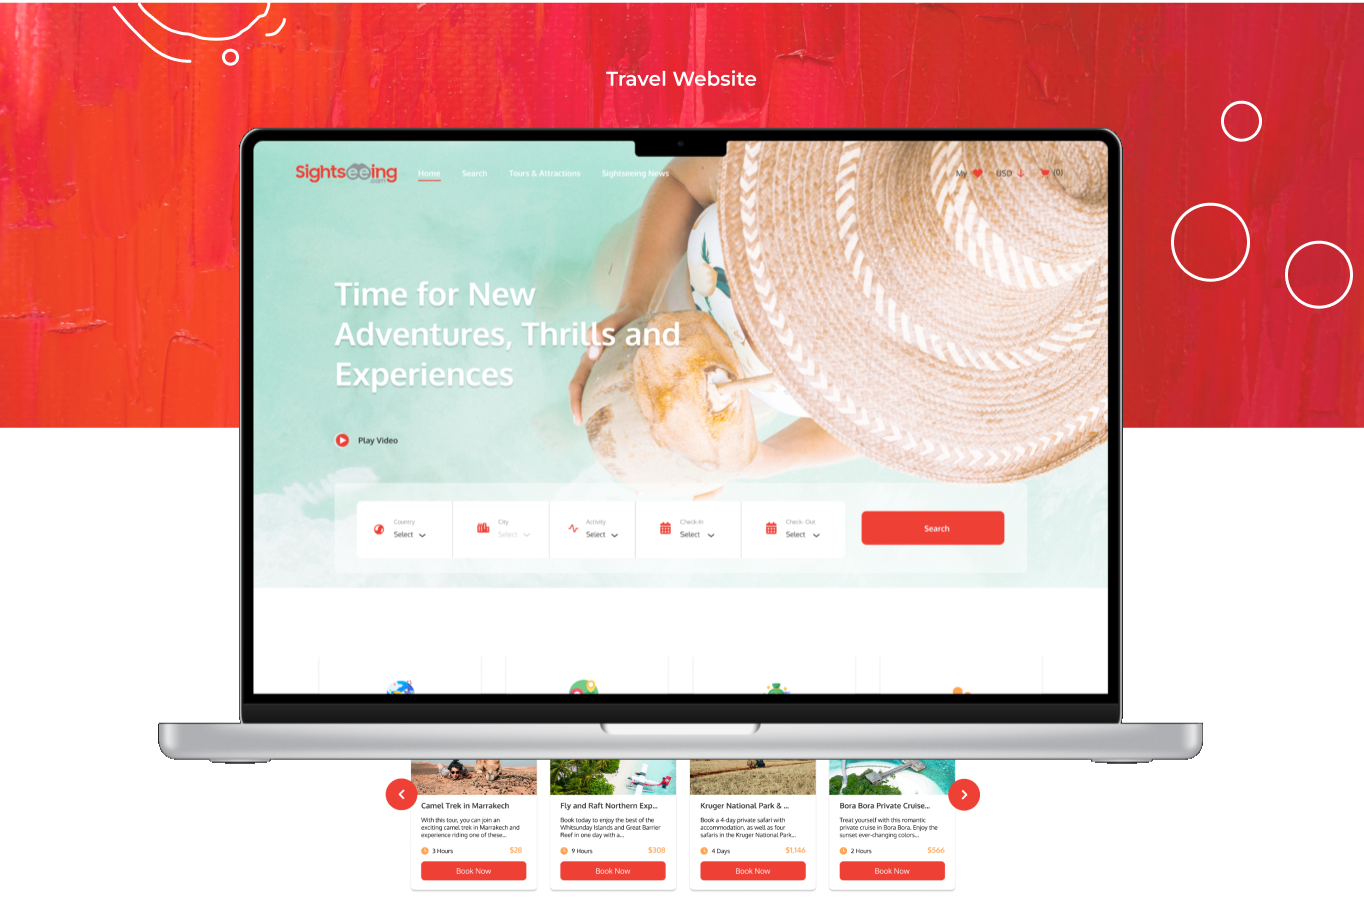 Travel Website
Sightseeing
.com
Home
Search
Tours & Attractions
Sightseeing News
My
USD
(0)
Time for New
Adventures, Thrills and
Experiences
Play Video
Country
Select
City
Select
Activity
Select
Check-In
Select
Check- Out
Select
Search
Camel Trek in Marrakech
With this tour, you can join an
exciting camel trek in Marrakech and
experience riding one of these...
3 Hours
$28
Book Now
Fly and Raft Northern Exp...
Book today to enjoy the best of the
Whitsunday Islands and Great Barrier
Reef in one day with a...
9 Hours
$308
Book Now
Kruger National Park & ...
Book a 4-day private safari with
accommodation, as well as four
safaris in the Kruger National Park...
4 Days
$1,146
Book Now
Bora Bora Private Cruise...
Treat yourself with this romantic
private cruise in Bora Bora. Enjoy the
sunset ever-changing colors...
2 Hours
$566
Book Now